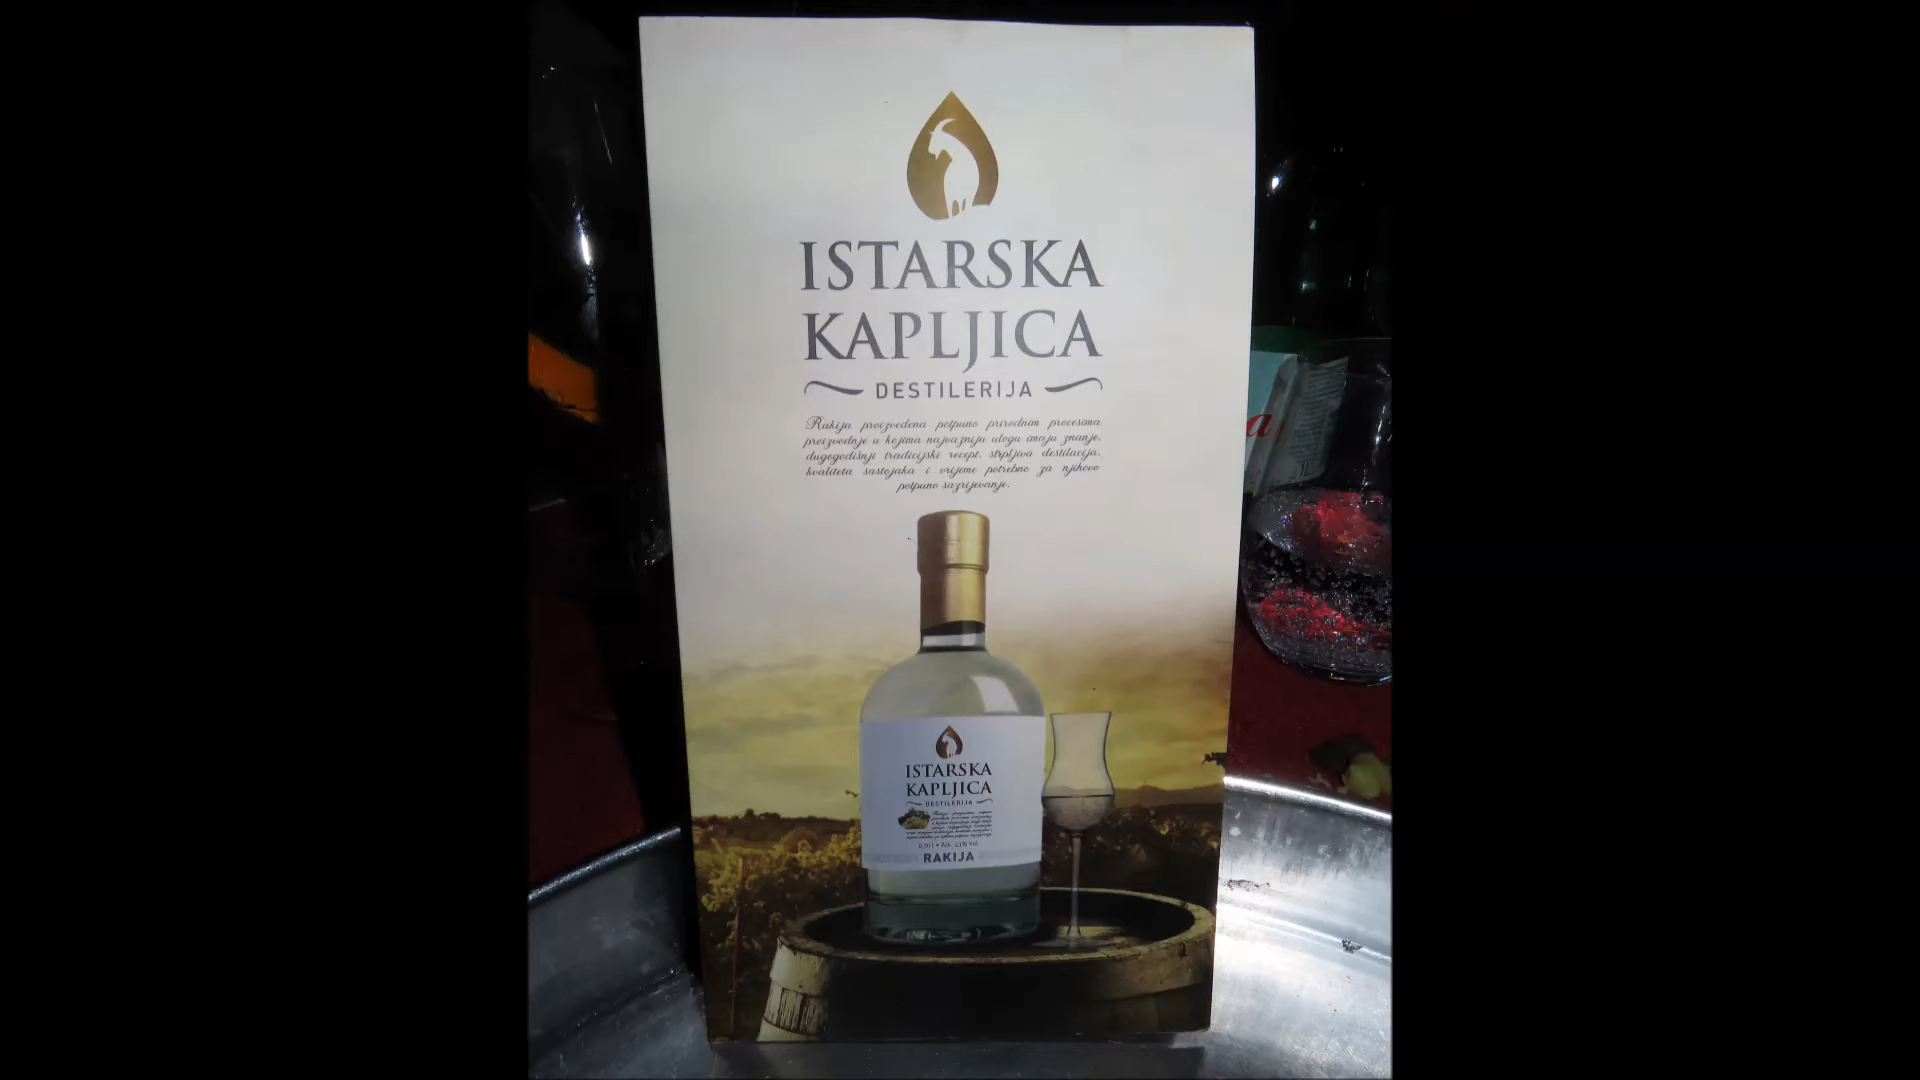 ISTARSKA
KAPLJICA
DESTILERIJA
Rakija proizvedena potpuno prirodnim procesima
proizvodnje u kojima najvažniju ulogu imaju znanje,
dugogodišnji tradicijski recept, strpljiva destilacija,
kvaliteta sastojaka i vrijeme potrebno za njihovo
potpuno sazrijevanje.
ISTARSKA
KAPLJICA
DESTILERIJA
RAKIJA
a